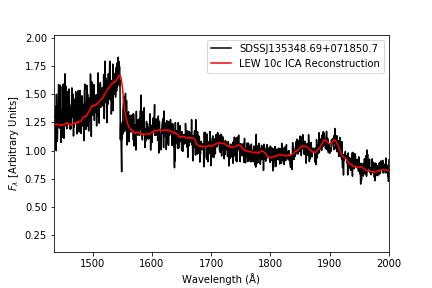 2.00
1.75
1.50
1.25
1.00
0.75
0.50
0.25
Fλ [Arbitrary Units]
SDSSJ135348.69+071850.7
LEW 10c ICA Reconstruction
1500 1600 1700 1800 1900 2000
Wavelength (Å)